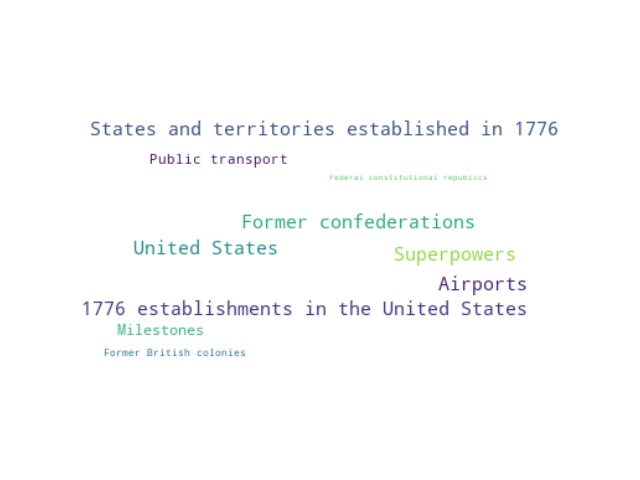 States and territories established in 1776
Public transport
Federal constitutional republics
Former confederations
United States
Superpowers
Airports
1776 establishments in the United States
Milestones
Former British colonies